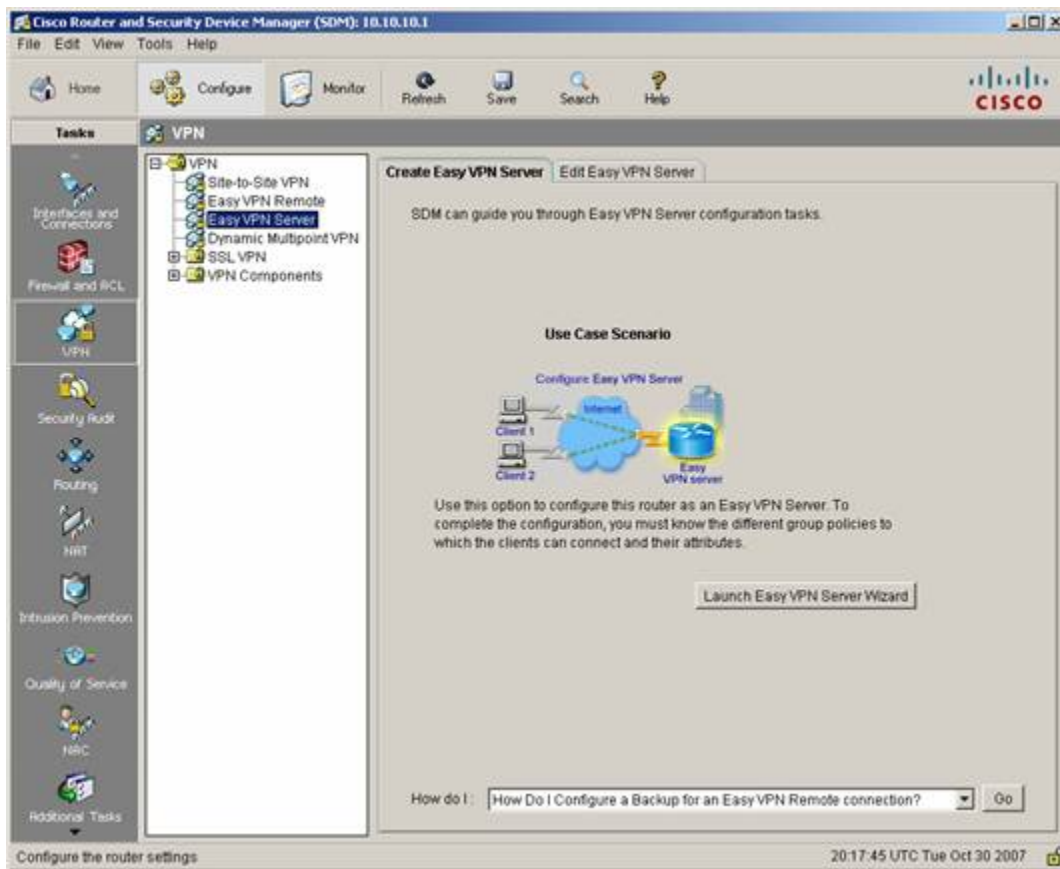 Cisco Router and Security Device Manager (SDM): 10.10.10.1
File Edit View Tools Help
Home Configure Monitor Refresh Save Search Help
CISCO
Tasks
VPN
Interfaces and Connections
Firewall and ACL
VPN
Security Audit
Routing
NAT
Intrusion Prevention
Quality of Service
NAC
Additional Tasks
VPN
Site-to-Site VPN
Easy VPN Remote
Easy VPN Server
Dynamic Multipoint VPN
SSL VPN
VPN Components
Create Easy VPN Server Edit Easy VPN Server
SDM can guide you through Easy VPN Server configuration tasks.
Use Case Scenario
Configure Easy VPN Server
Internet
Client 1
Client 2
Easy
VPN server
Use this option to configure this router as an Easy VPN Server. To
complete the configuration, you must know the different group policies to
which the clients can connect and their attributes.
Launch Easy VPN Server Wizard
How do I : How Do I Configure a Backup for an Easy VPN Remote connection? Go
Configure the router settings 20:17:45 UTC Tue Oct 30 2007